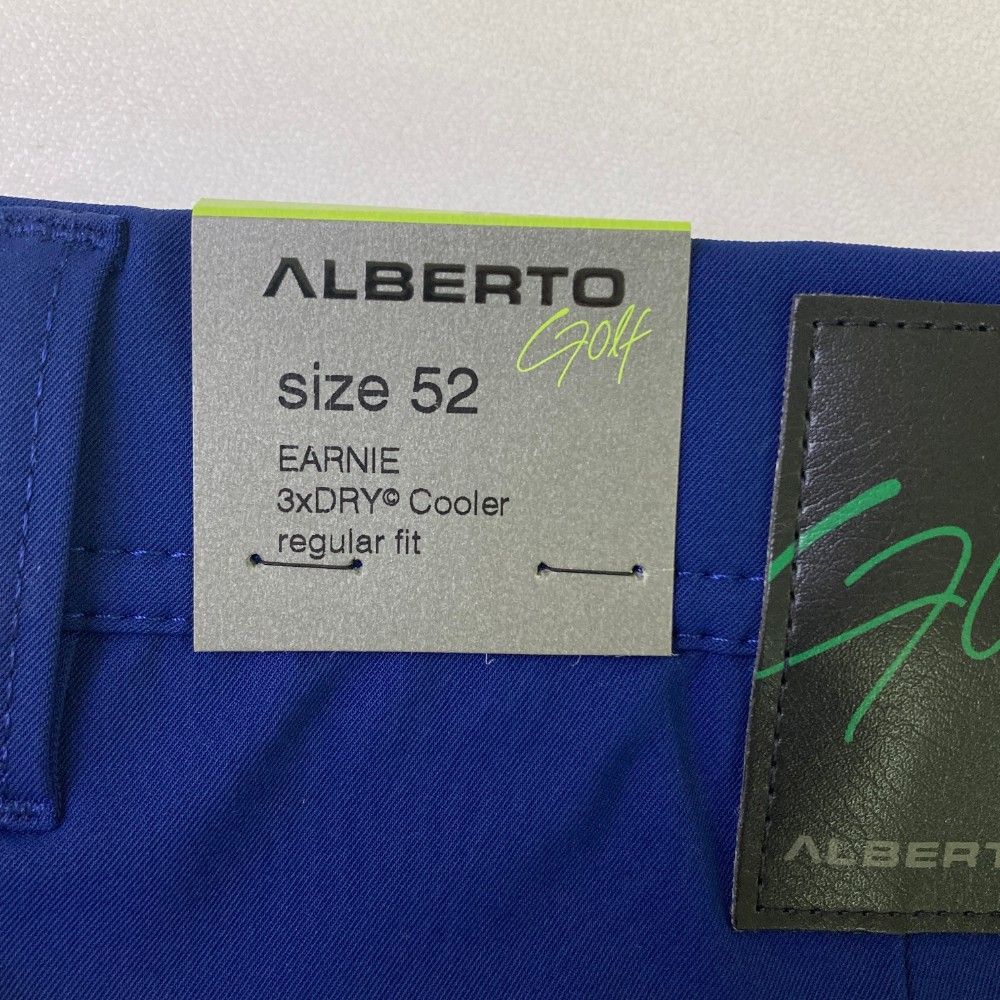 ALBERTO
Golf
size 52
EARNIE
3xDRY© Cooler
regular fit
ALBERT